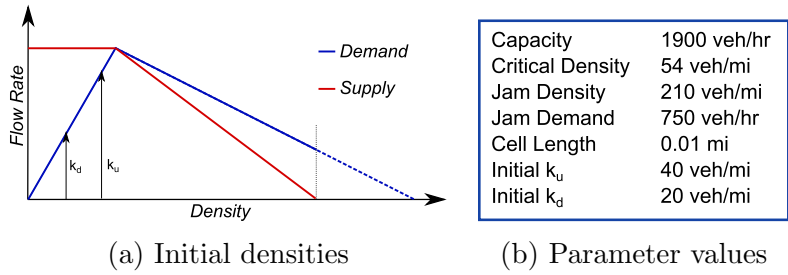 Flow Rate
Demand
Supply
k_d
k_u
Density
(a) Initial densities
Capacity 1900 veh/hr
Critical Density 54 veh/mi
Jam Density 210 veh/mi
Jam Demand 750 veh/hr
Cell Length 0.01 mi
Initial k_u 40 veh/mi
Initial k_d 20 veh/mi
(b) Parameter values